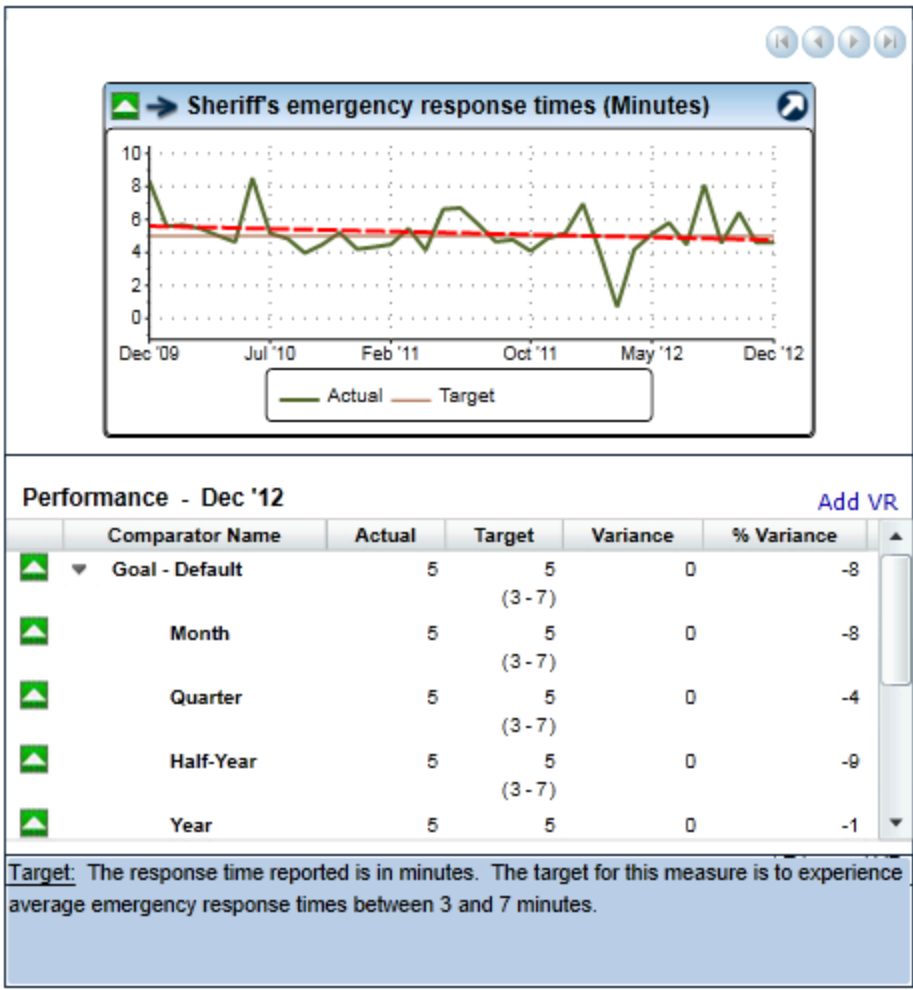 Sheriff's emergency response times (Minutes)
10
8
6
4
2
0
Dec '09 Jul '10 Feb '11 Oct '11 May '12 Dec '12
Actual Target
Performance - Dec '12
Add VR
Comparator Name Actual Target Variance % Variance
Goal - Default 5 5 0 -8
(3 - 7)
Month 5 5 0 -8
(3 - 7)
Quarter 5 5 0 -4
(3 - 7)
Half-Year 5 5 0 -9
(3 - 7)
Year 5 5 0 -1
Target: The response time reported is in minutes. The target for this measure is to experience
average emergency response times between 3 and 7 minutes.